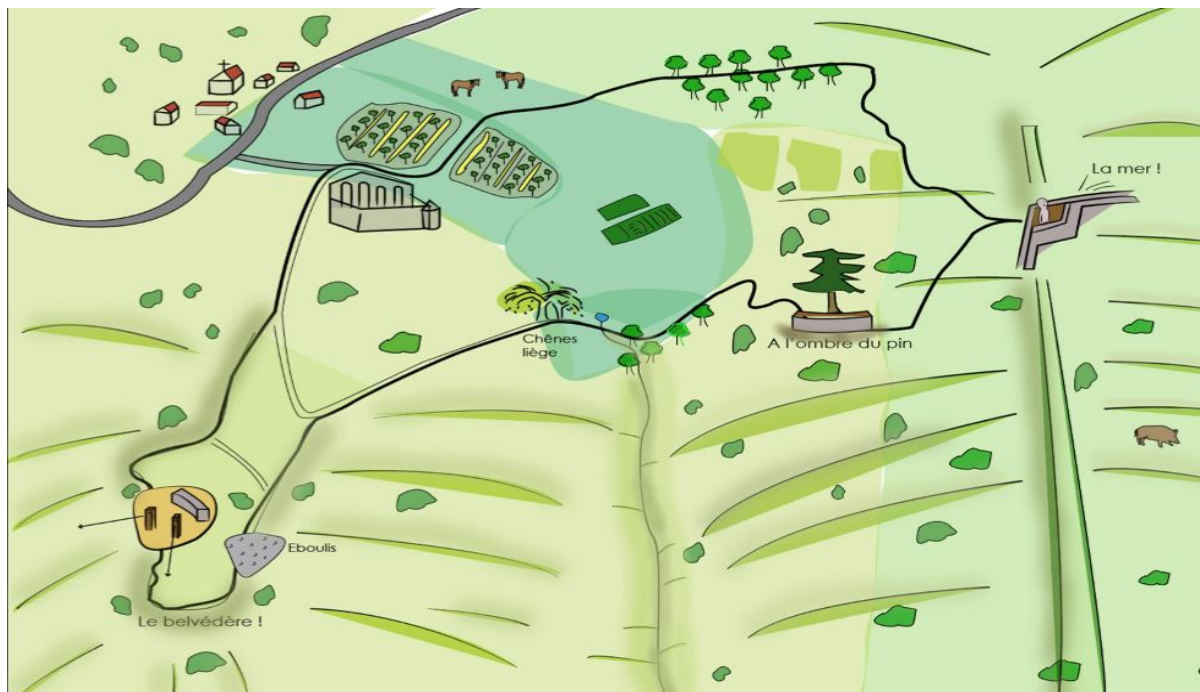 La mer !
Chênes
liège
A l'ombre du pin
Eboulis
Le belvédère !